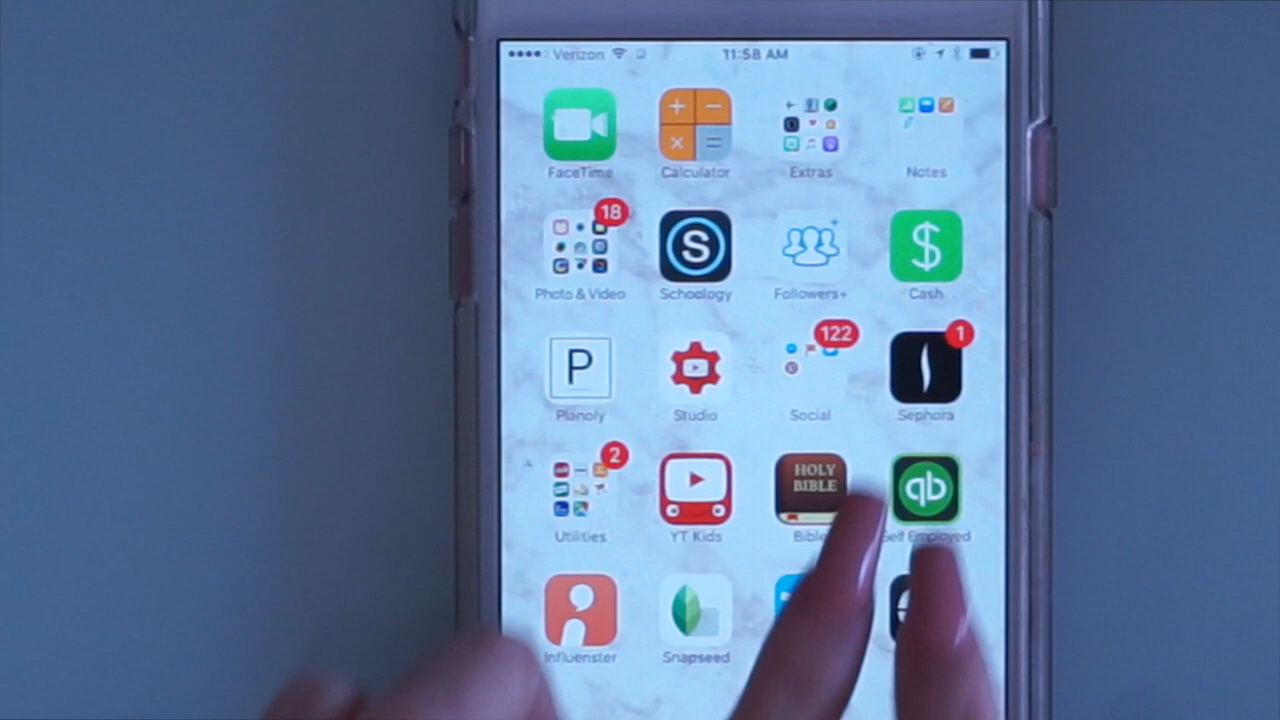 Verizon 11:58 AM
FaceTime Calculator Extras Notes
18
S $
Photo & Video Schoology Followers+ Cash
122 1
P
Planoly Studio Social Sephora
2
HOLY
BIBLE qb
Utilities YT Kids Bible Self Employed
Influenster Snapseed